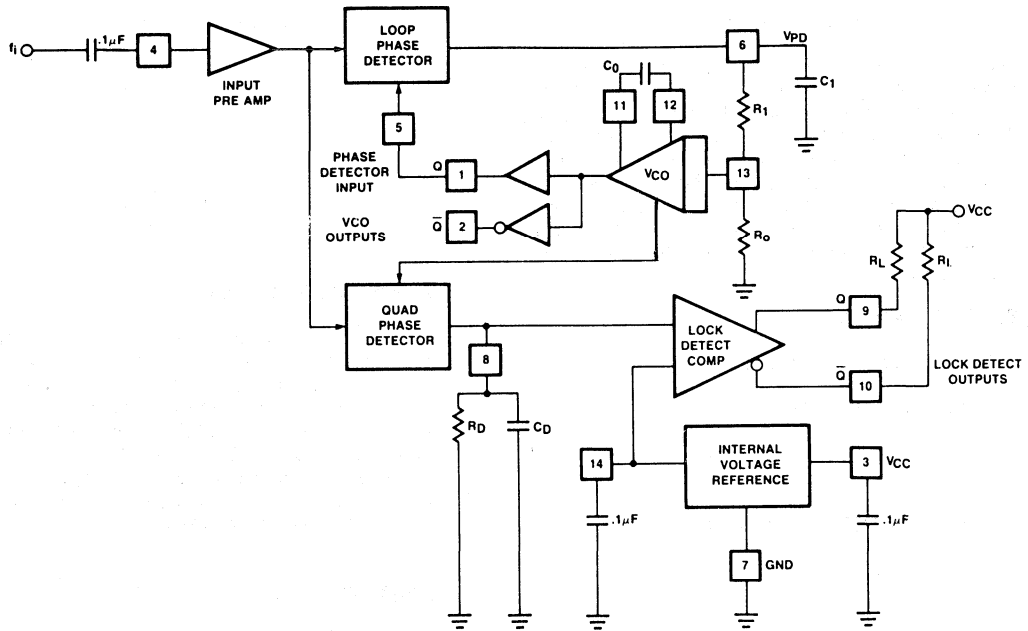 fi
.1µF
4
INPUT
PRE AMP
LOOP
PHASE
DETECTOR
6
VPD
C1
R1
C0
11
12
5
PHASE
DETECTOR
INPUT
Q
1
VCO
13
VCO
OUTPUTS
Q̅
2
Ro
VCC
RL
RL
QUAD
PHASE
DETECTOR
8
RD
CD
LOCK
DETECT
COMP
Q
9
Q̅
10
LOCK DETECT
OUTPUTS
14
.1µF
INTERNAL
VOLTAGE
REFERENCE
3
VCC
.1µF
7
GND